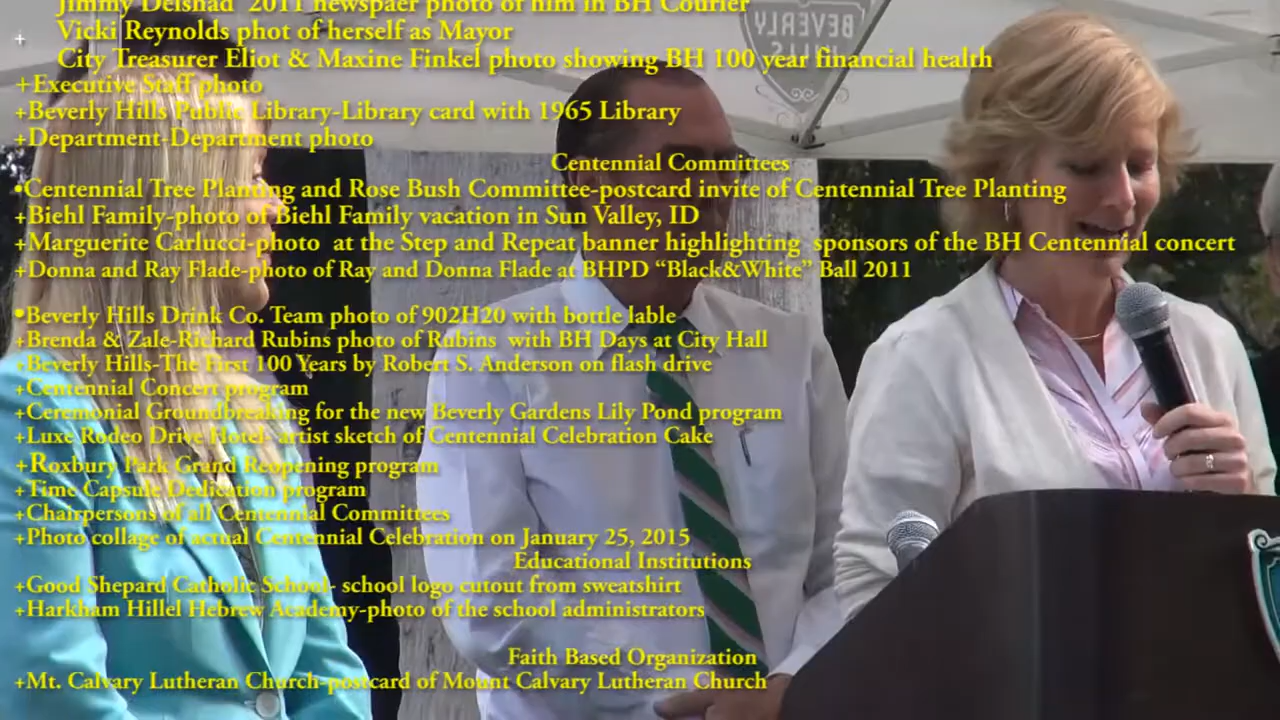 Jimmy Delshad 2011 newspaer photo of him in BH Courier
Vicki Reynolds phot of herself as Mayor
City Treasurer Eliot & Maxine Finkel photo showing BH 100 year financial health
+Executive Staff photo
+Beverly Hills Public Library-Library card with 1965 Library
+Department-Department photo
Centennial Committees
•Centennial Tree Planting and Rose Bush Committee-postcard invite of Centennial Tree Planting
+Biehl Family-photo of Biehl Family vacation in Sun Valley, ID
+Marguerite Carlucci-photo at the Step and Repeat banner highlighting sponsors of the BH Centennial concert
+Donna and Ray Flade-photo of Ray and Donna Flade at BHPD “Black&White” Ball 2011
•Beverly Hills Drink Co. Team photo of 902H20 with bottle lable
+Brenda & Zale-Richard Rubins photo of Rubins with BH Days at City Hall
+Beverly Hills-The First 100 Years by Robert S. Anderson on flash drive
+Centennial Concert program
+Ceremonial Groundbreaking for the new Beverly Gardens Lily Pond program
+Luxe Rodeo Drive Hotel- artist sketch of Centennial Celebration Cake
+Roxbury Park Grand Reopening program
+Time Capsule Dedication program
+Chairpersons of all Centennial Committees
+Photo collage of actual Centennial Celebration on January 25, 2015
Educational Institutions
+Good Shepard Catholic School- school logo cutout from sweatshirt
+Harkham Hillel Hebrew Academy-photo of the school administrators
Faith Based Organization
+Mt. Calvary Lutheran Church-postcard of Mount Calvary Lutheran Church
BEVERLY
HILLS